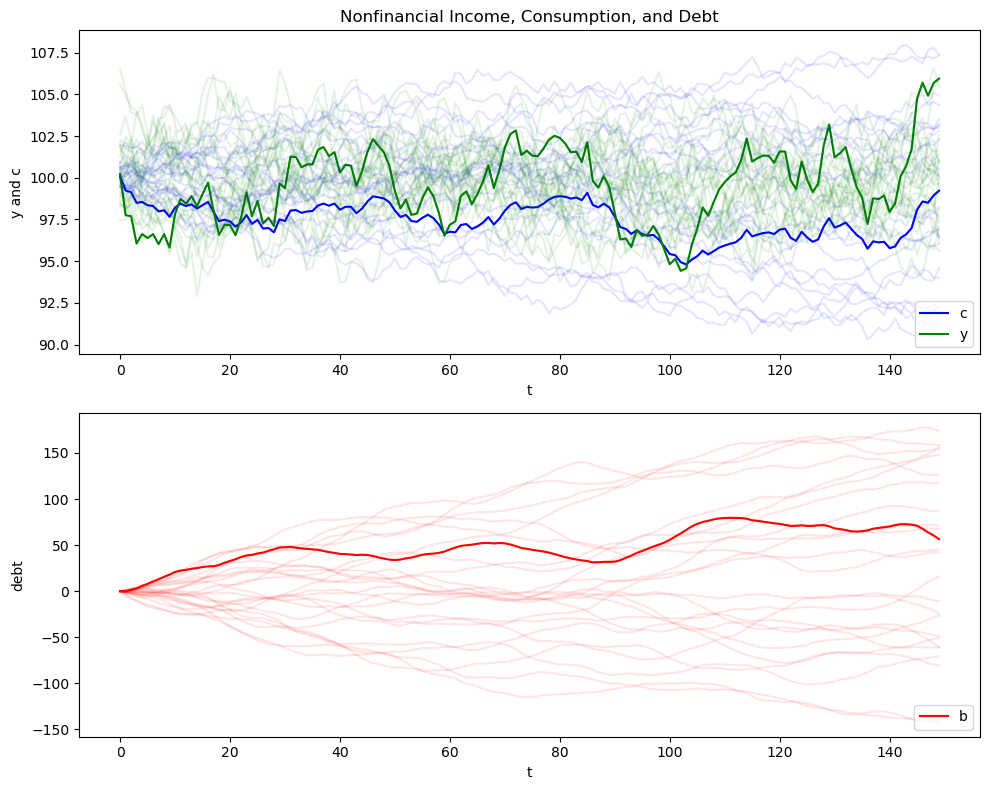 Nonfinancial Income, Consumption, and Debt
107.5
105.0
102.5
100.0
97.5
95.0
92.5
90.0
y and c
c
y
0 20 40 60 80 100 120 140
t
150
100
50
0
−50
−100
−150
debt
b
0 20 40 60 80 100 120 140
t